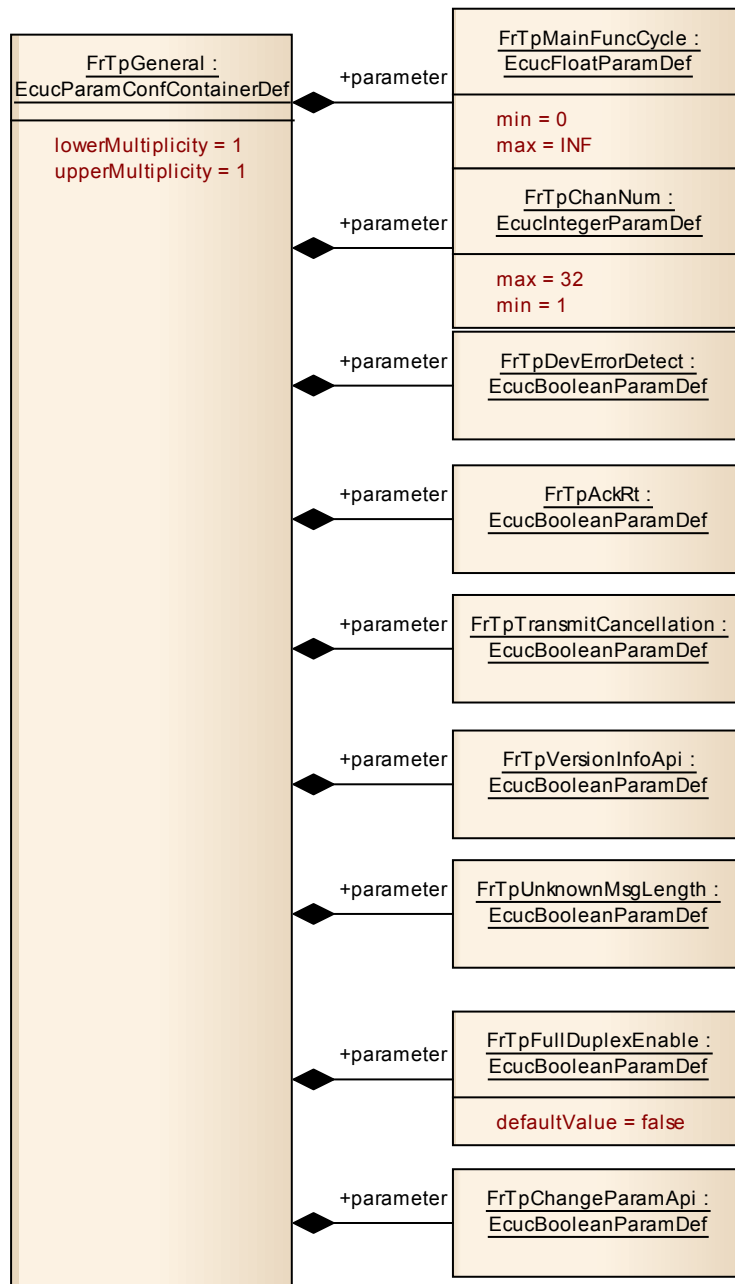 FrTpGeneral :
EcucParamConfContainerDef
lowerMultiplicity = 1
upperMultiplicity = 1
+parameter
FrTpMainFuncCycle :
EcucFloatParamDef
min = 0
max = INF
+parameter
FrTpChanNum :
EcucIntegerParamDef
max = 32
min = 1
+parameter
FrTpDevErrorDetect :
EcucBooleanParamDef
+parameter
FrTpAckRt :
EcucBooleanParamDef
+parameter
FrTpTransmitCancellation :
EcucBooleanParamDef
+parameter
FrTpVersionInfoApi :
EcucBooleanParamDef
+parameter
FrTpUnknownMsgLength :
EcucBooleanParamDef
+parameter
FrTpFullDuplexEnable :
EcucBooleanParamDef
defaultValue = false
+parameter
FrTpChangeParamApi :
EcucBooleanParamDef